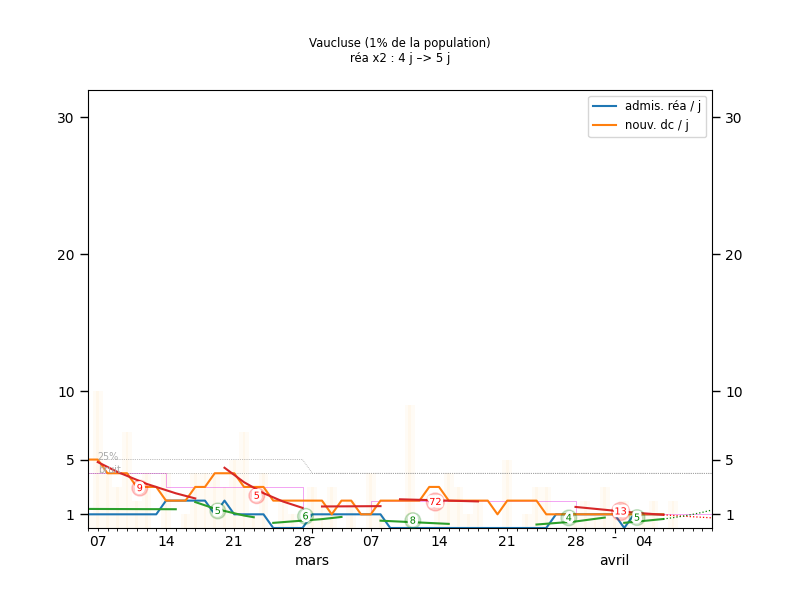 Vaucluse (1% de la population)
réa x2 : 4 j –> 5 j
admis. réa / j
nouv. dc / j
30 30
20 20
10 10
5 5
1 1
25%
9
5
5
6
72
8
4
13
5
07 14 21 28 07 14 21 28 04
mars avril